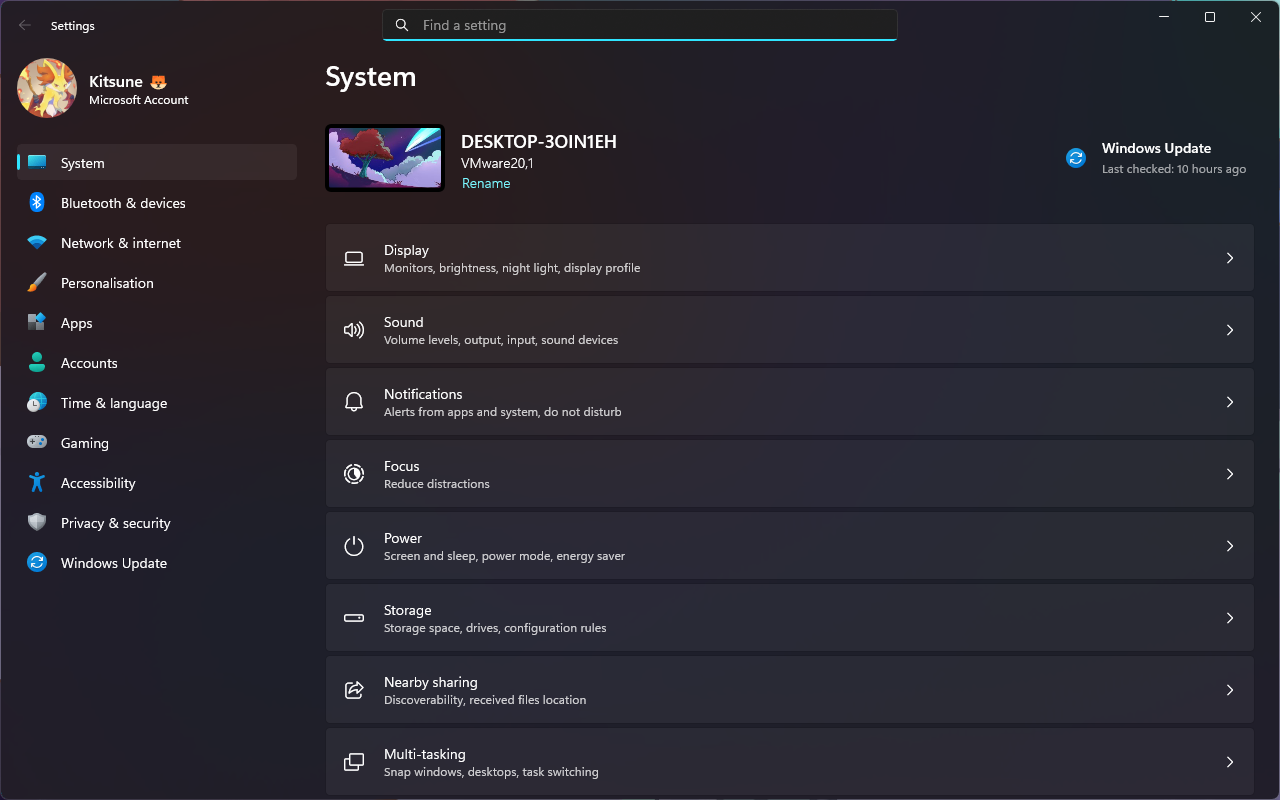 Settings
Find a setting
Kitsune 🦊
Microsoft Account
System
Bluetooth & devices
Network & internet
Personalisation
Apps
Accounts
Time & language
Gaming
Accessibility
Privacy & security
Windows Update
System
DESKTOP-3OIN1EH
VMware20,1
Rename
Windows Update
Last checked: 10 hours ago
Display
Monitors, brightness, night light, display profile
Sound
Volume levels, output, input, sound devices
Notifications
Alerts from apps and system, do not disturb
Focus
Reduce distractions
Power
Screen and sleep, power mode, energy saver
Storage
Storage space, drives, configuration rules
Nearby sharing
Discoverability, received files location
Multi-tasking
Snap windows, desktops, task switching